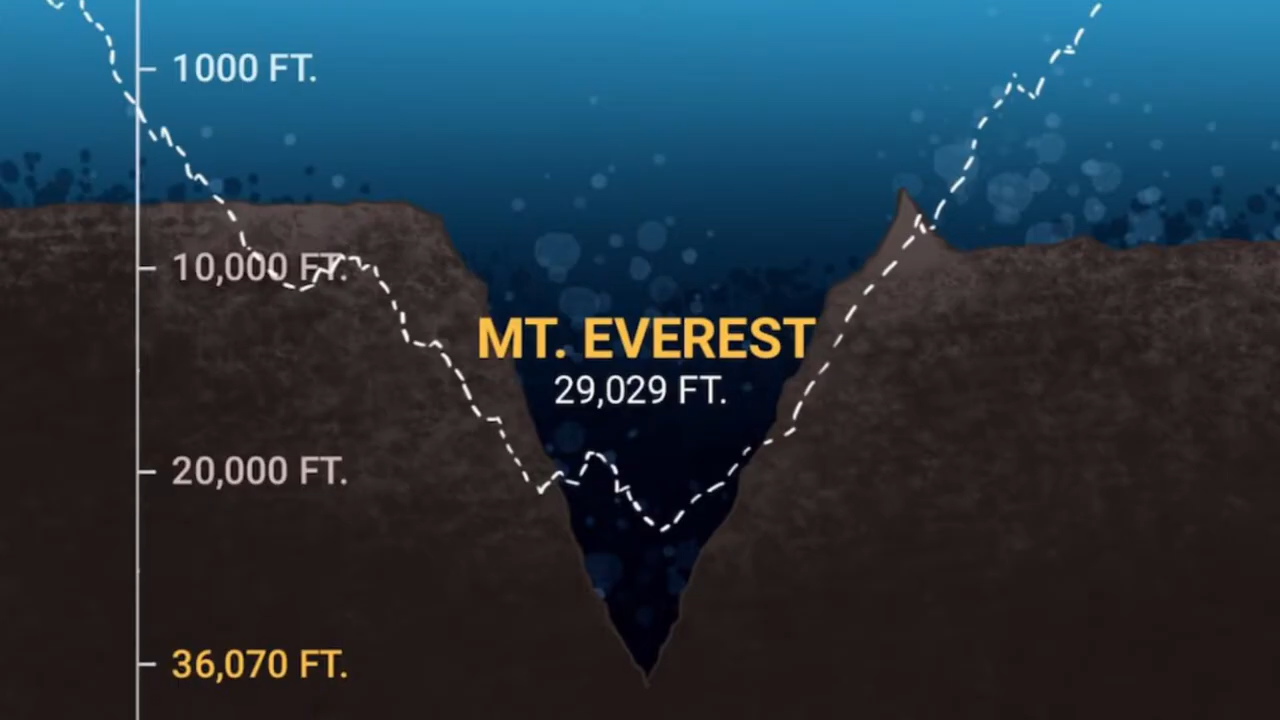 1000 FT.
10,000 FT.
MT. EVEREST
29,029 FT.
20,000 FT.
36,070 FT.